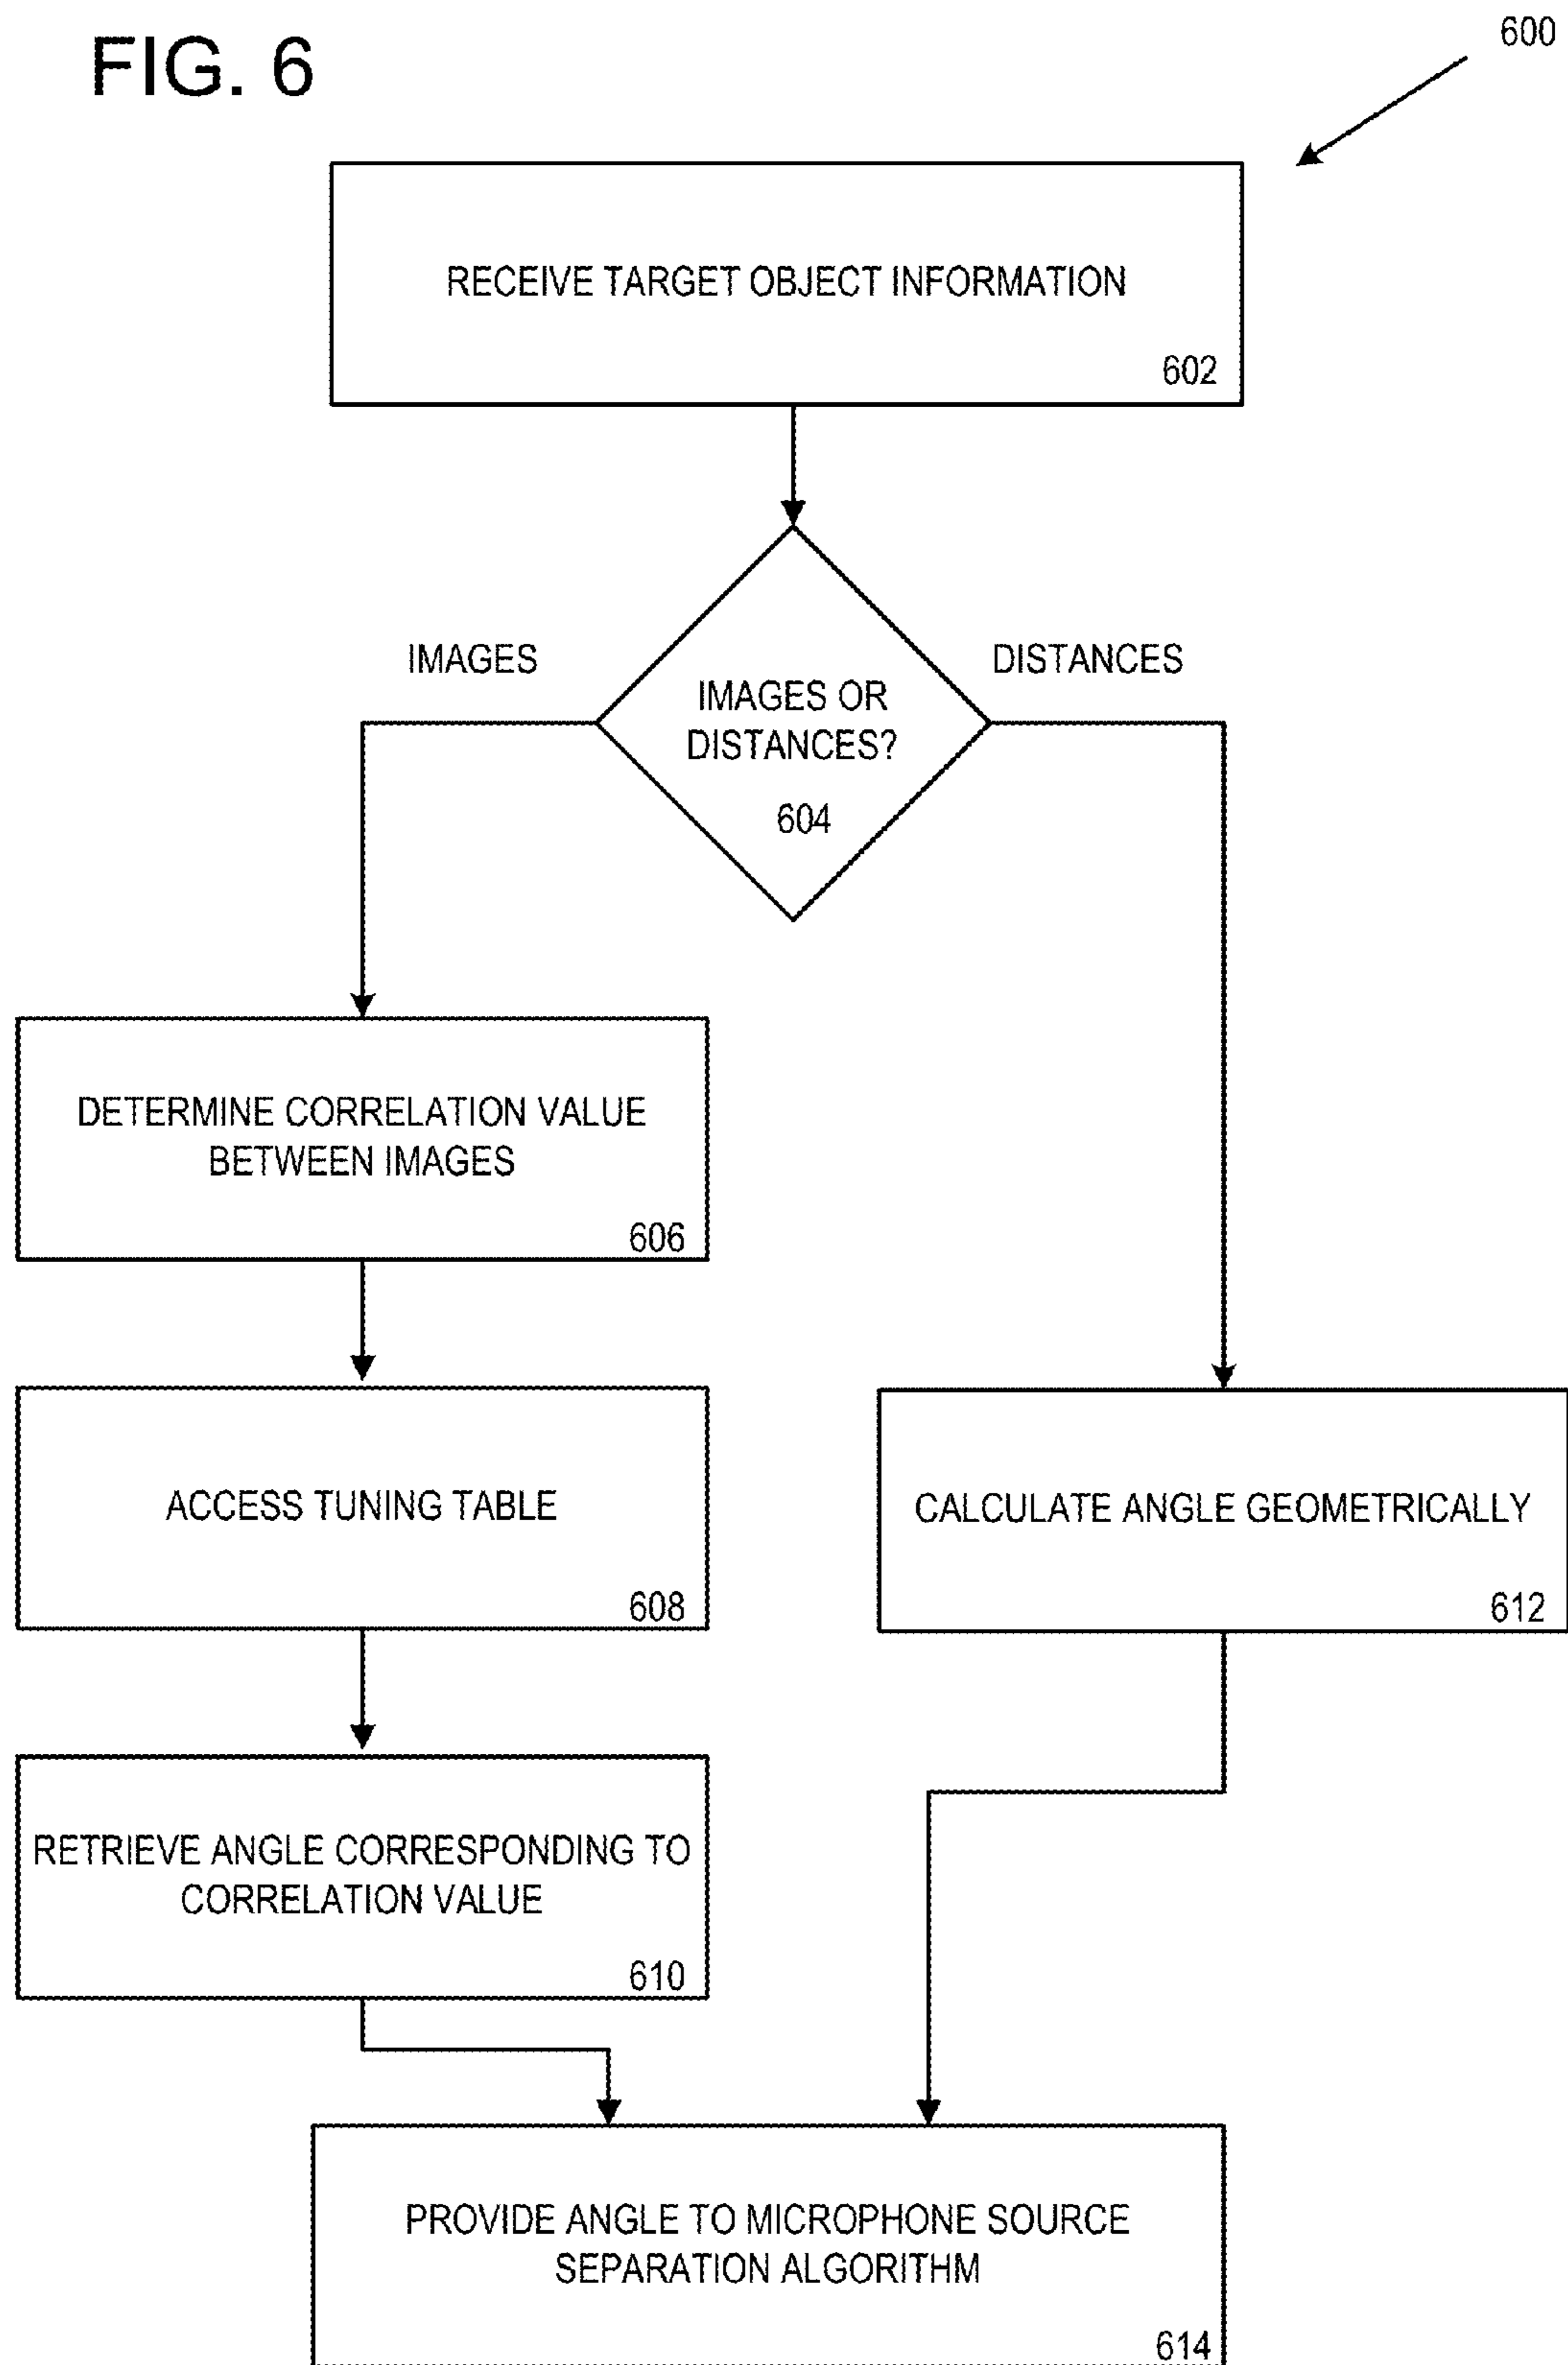 FIG. 6
600
RECEIVE TARGET OBJECT INFORMATION
602
IMAGES
DISTANCES
IMAGES OR
DISTANCES?
604
DETERMINE CORRELATION VALUE
BETWEEN IMAGES
606
ACCESS TUNING TABLE
608
CALCULATE ANGLE GEOMETRICALLY
612
RETRIEVE ANGLE CORRESPONDING TO
CORRELATION VALUE
610
PROVIDE ANGLE TO MICROPHONE SOURCE
SEPARATION ALGORITHM
614